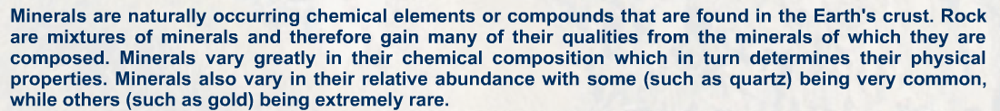 Minerals are naturally occurring chemical elements or compounds that are found in the Earth's crust. Rock
are mixtures of minerals and therefore gain many of their qualities from the minerals of which they are
composed. Minerals vary greatly in their chemical composition which in turn determines their physical
properties. Minerals also vary in their relative abundance with some (such as quartz) being very common,
while others (such as gold) being extremely rare.